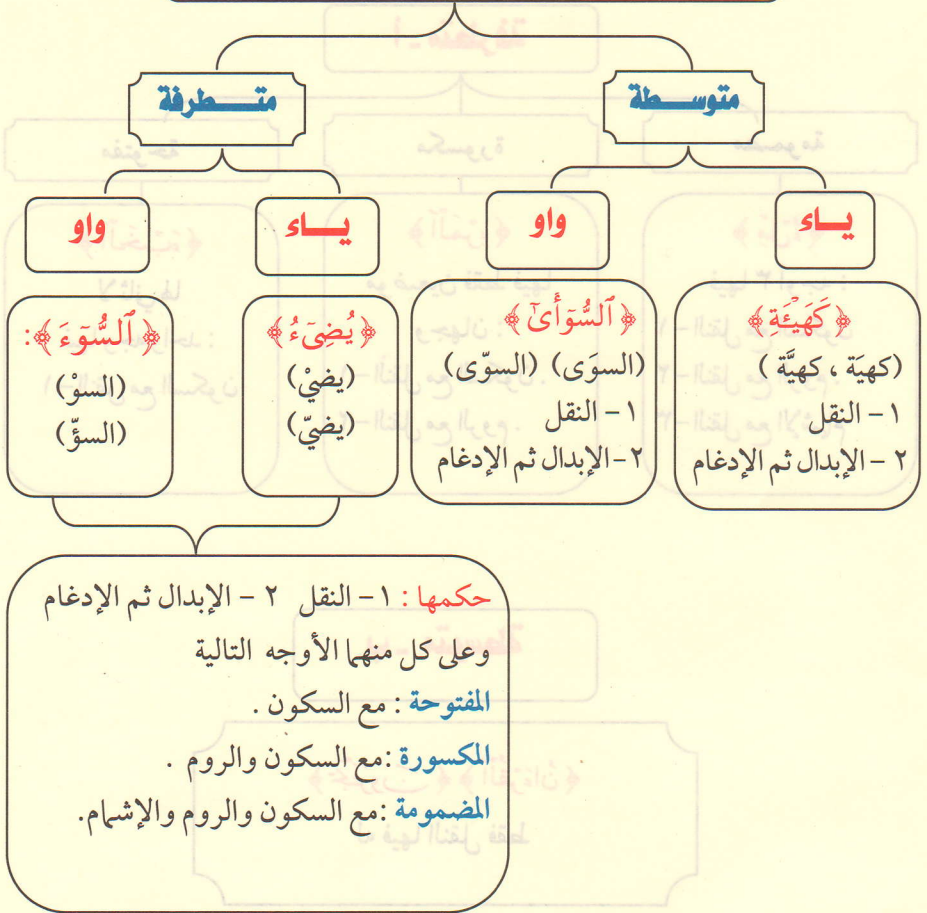 متوسطة
متطرفة
ياء
واو
ياء
واو
﴿كَهَيْـَٔةِ﴾
(كهيَة ، كهيَّة )
١ – النقل
٢ – الإبدال ثم الإدغام
﴿ٱلسُّوٓأَىٰٓ﴾
(السوَى) (السوَّى)
١ – النقل
٢-الإبدال ثم الإدغام
﴿يُضِىٓءُ﴾
(يضيْ)
(يضيّ)
﴿ٱلسُّوٓءَ﴾:
(السوْ)
(السوّ)
حكمها : ١ – النقل ٢ – الإبدال ثم الإدغام
وعلى كل منهما الأوجه التالية
المفتوحة : مع السكون .
المكسورة :مع السكون والروم .
المضمومة :مع السكون والروم والإشمام.